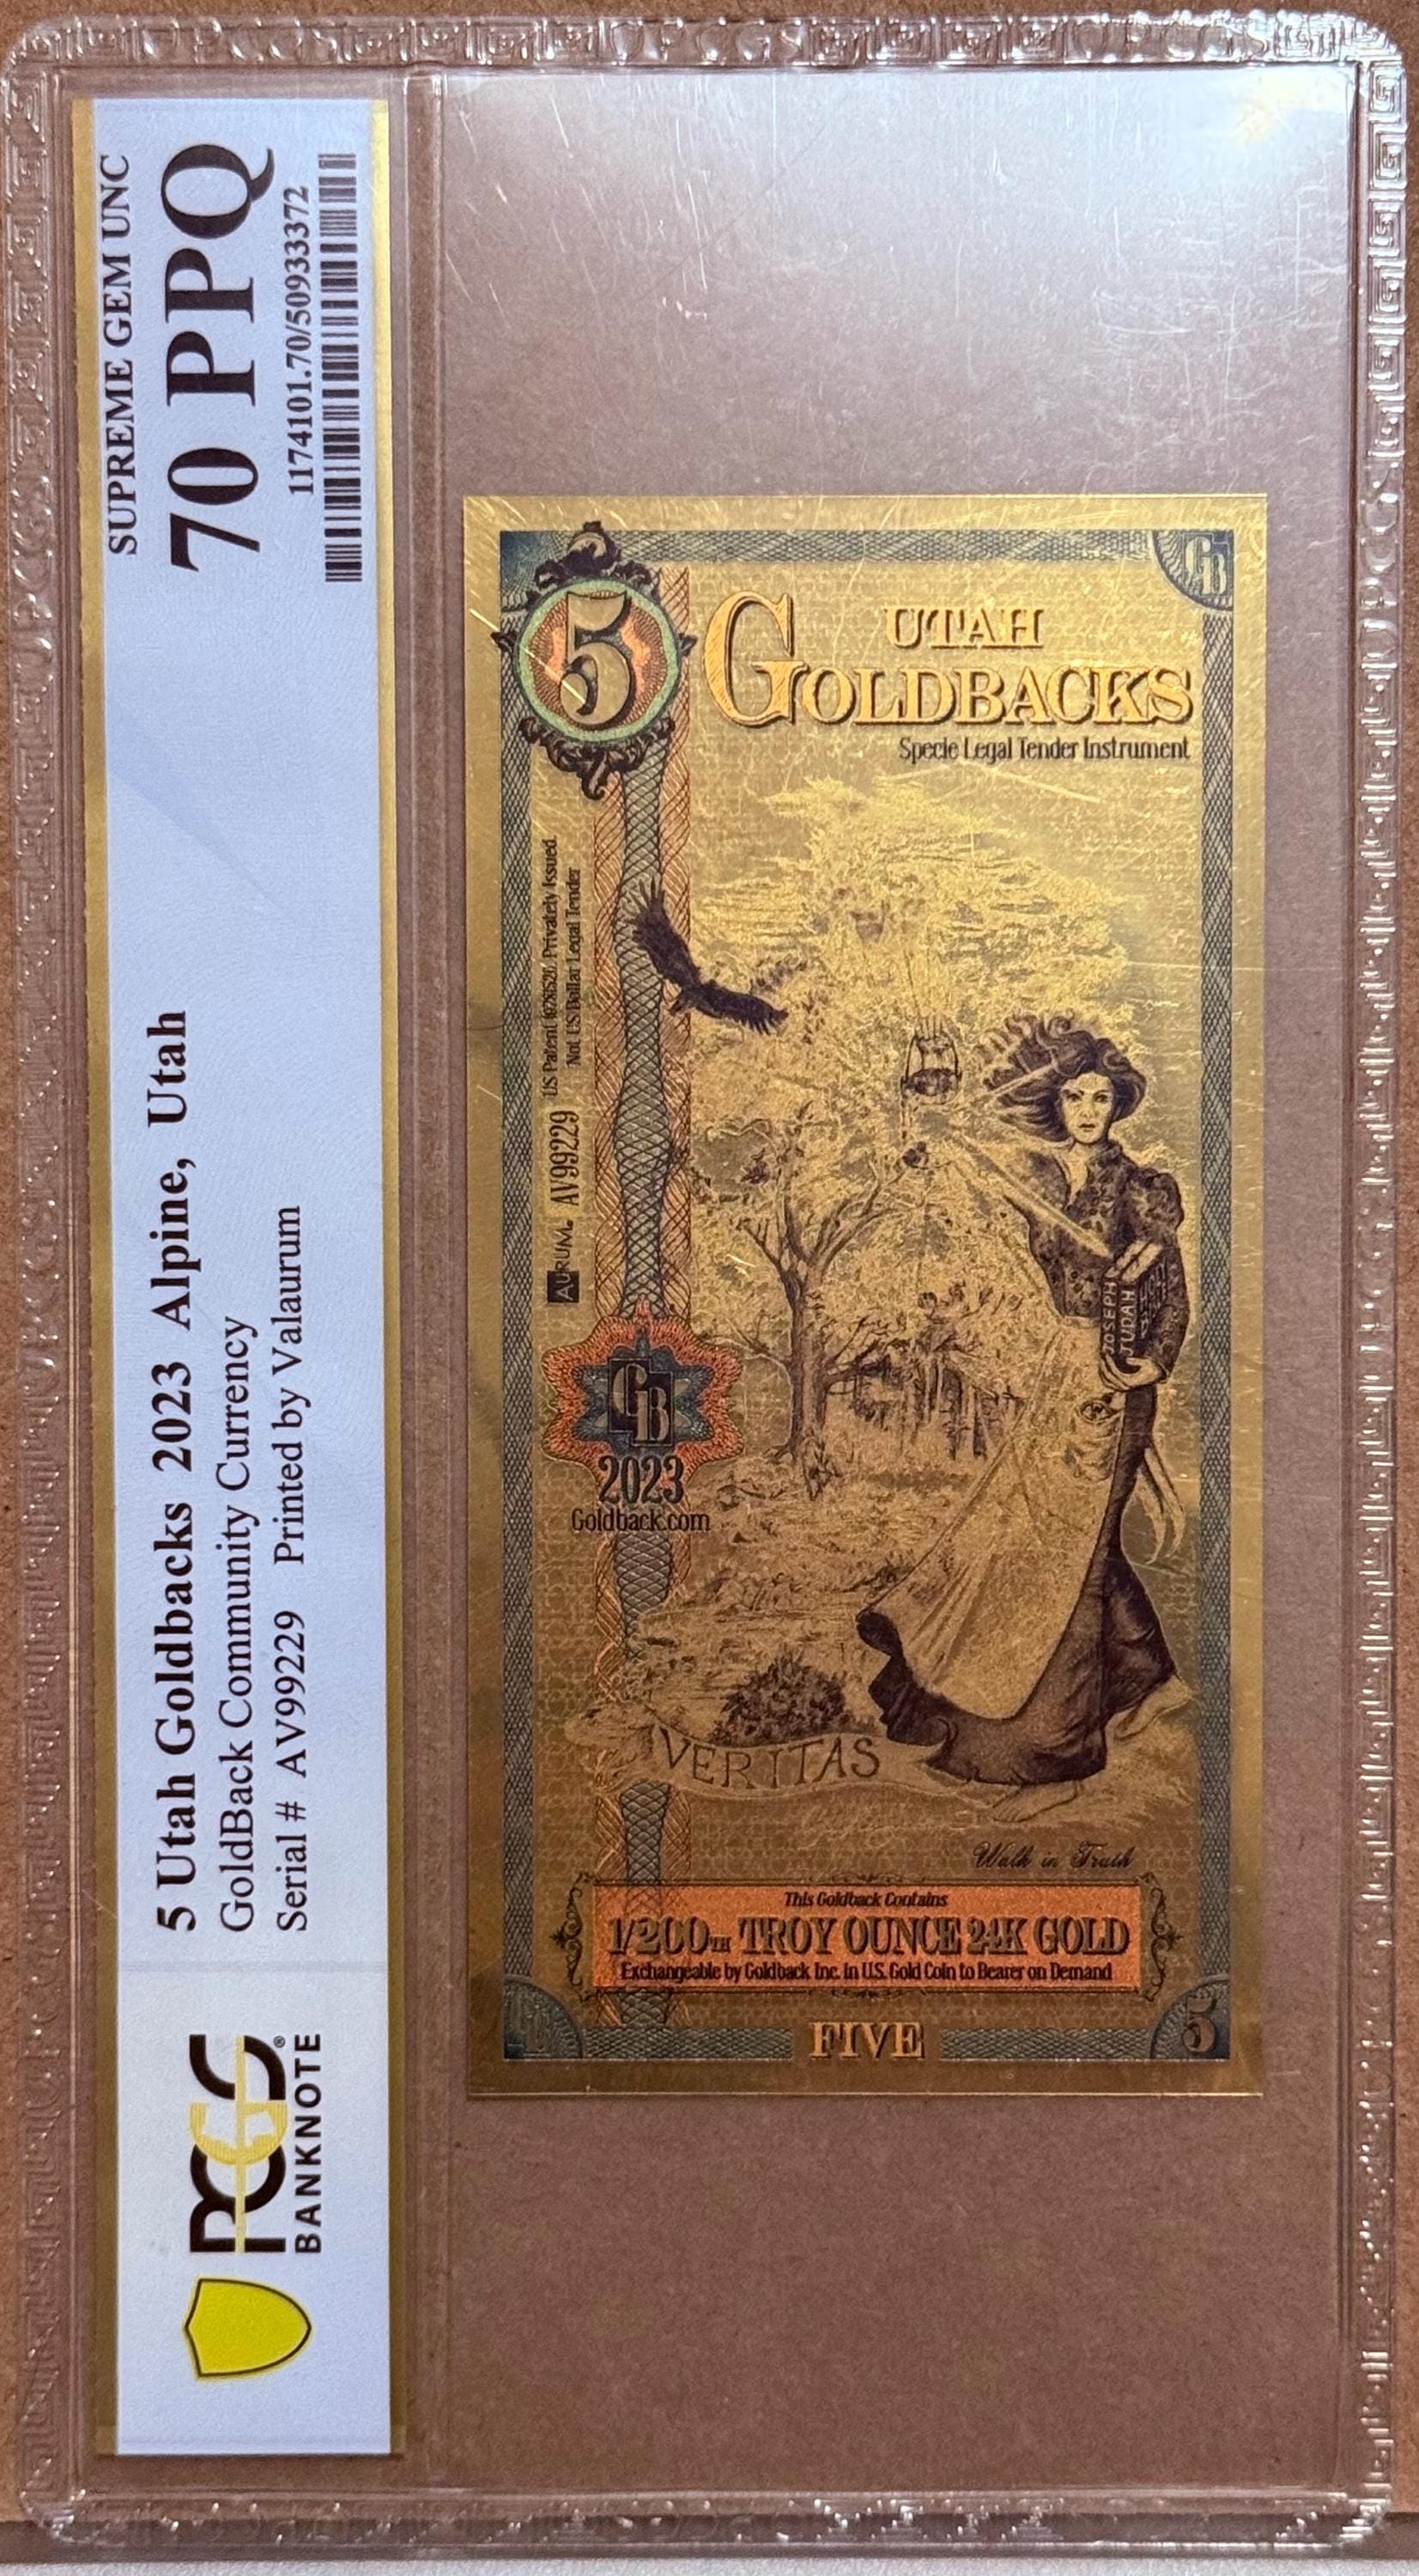 SUPREME GEM UNC
70 PPQ
1174101.70/50933372
5 Utah Goldbacks 2023 Alpine, Utah
GoldBack Community Currency
Serial # AV99229 Printed by Valaurum
PCGS®
BANKNOTE
5
GB
UTAH
GOLDBACKS
Specie Legal Tender Instrument
Privately Issued
Not US Dollar Legal Tender
AURUM®
AV99229
US Patent
JOSEPH
JUDAH
GB
2023
Goldback.com
VERITAS
Walk in Truth
This Goldback Contains
1/200TH TROY OUNCE 24K GOLD
Exchangeable by Goldback Inc. in U.S. Gold Coin to Bearer on Demand
FIVE
5